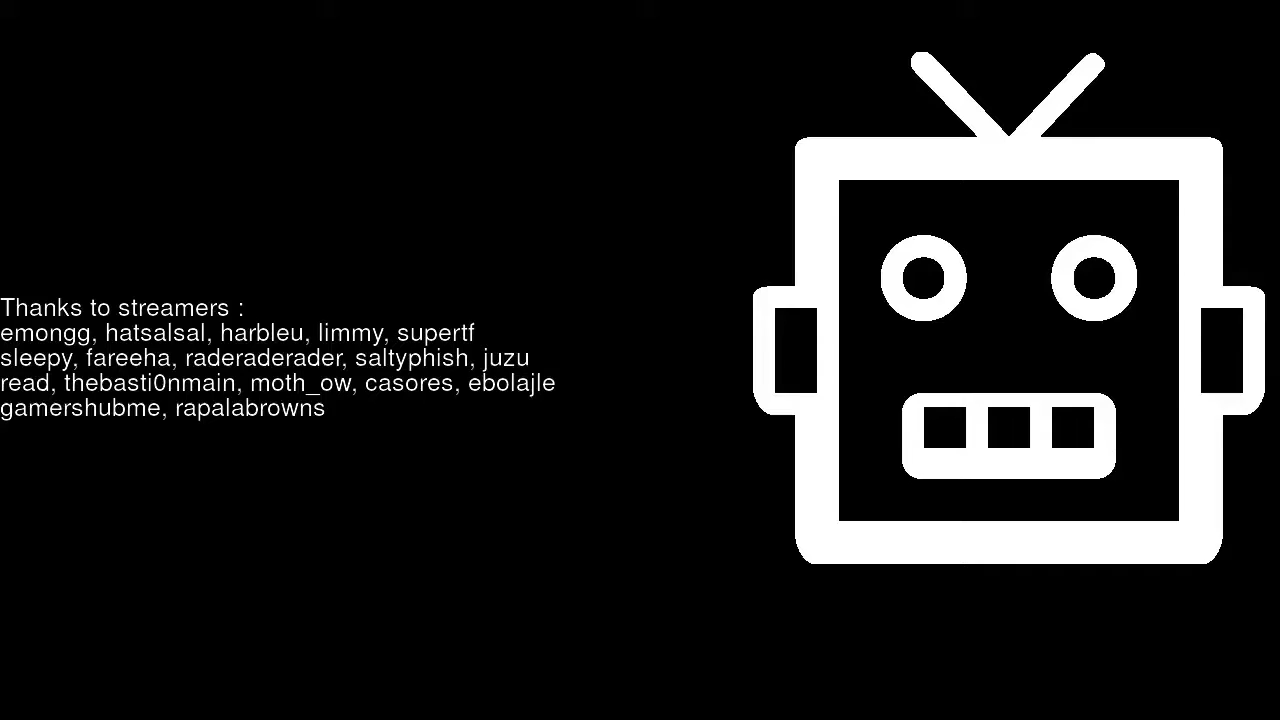 Thanks to streamers :
emongg, hatsalsal, harbleu, limmy, supertf
sleepy, fareeha, raderaderader, saltyphish, juzu
read, thebasti0nmain, moth_ow, casores, ebolajle
gamershubme, rapalabrowns